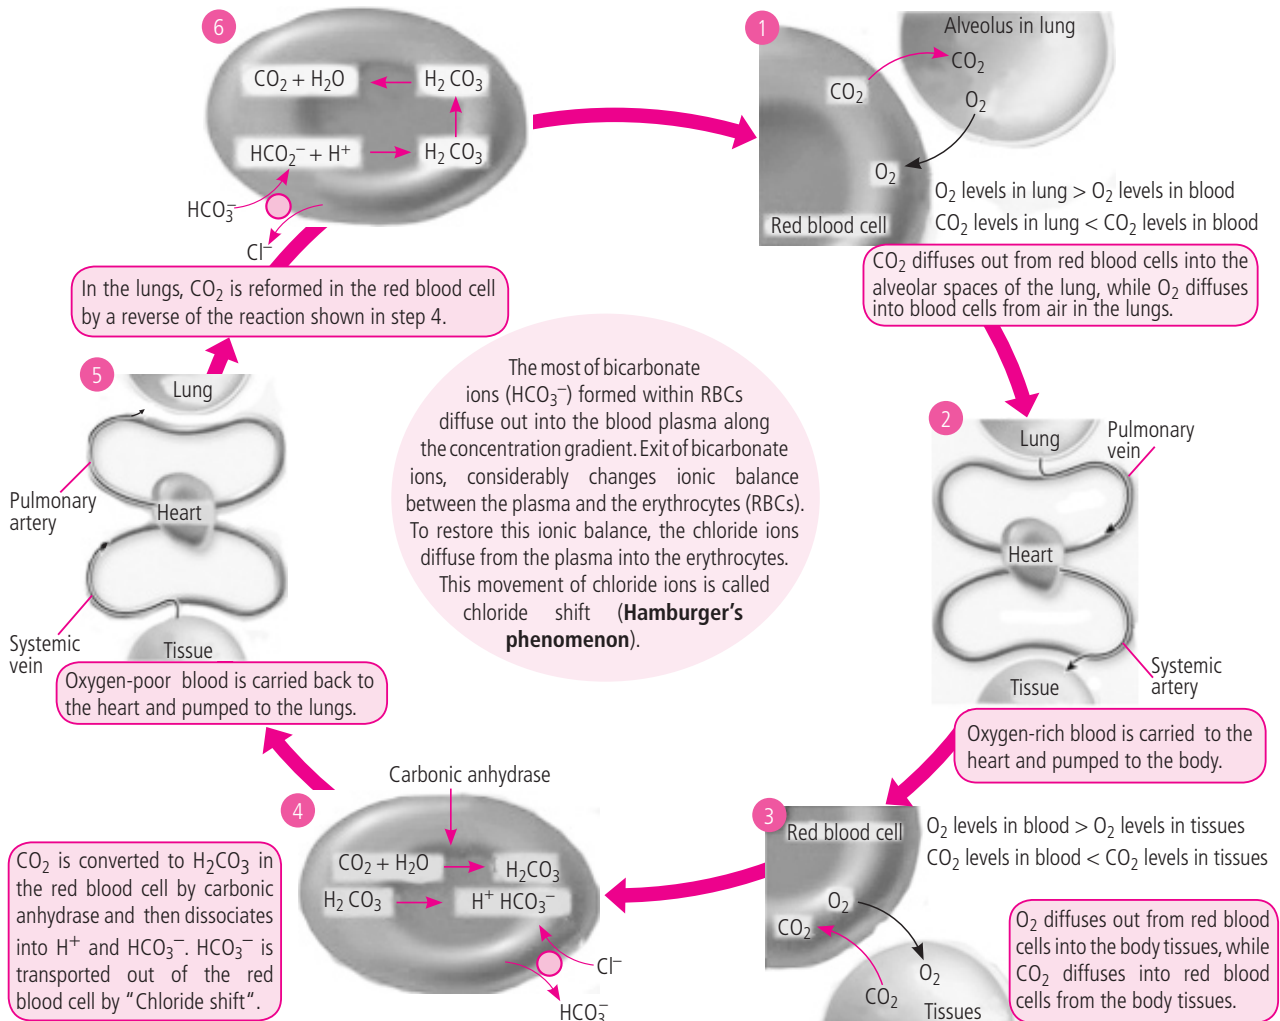 6
CO₂ + H₂O
H₂ CO₃
HCO₂⁻ + H⁺
H₂ CO₃
HCO₃⁻
Cl⁻
In the lungs, CO₂ is reformed in the red blood cell
by a reverse of the reaction shown in step 4.
1
Alveolus in lung
CO₂
CO₂
O₂
O₂
Red blood cell
O₂ levels in lung > O₂ levels in blood
CO₂ levels in lung < CO₂ levels in blood
CO₂ diffuses out from red blood cells into the
alveolar spaces of the lung, while O₂ diffuses
into blood cells from air in the lungs.
The most of bicarbonate
ions (HCO₃⁻) formed within RBCs
diffuse out into the blood plasma along
the concentration gradient. Exit of bicarbonate
ions, considerably changes ionic balance
between the plasma and the erythrocytes (RBCs).
To restore this ionic balance, the chloride ions
diffuse from the plasma into the erythrocytes.
This movement of chloride ions is called
chloride shift (Hamburger's
phenomenon).
5
Lung
Pulmonary
artery
Heart
Systemic
vein
Tissue
Oxygen-poor blood is carried back to
the heart and pumped to the lungs.
2
Lung
Pulmonary
vein
Heart
Tissue
Systemic
artery
Oxygen-rich blood is carried to the
heart and pumped to the body.
3
Red blood cell
O₂ levels in blood > O₂ levels in tissues
CO₂ levels in blood < CO₂ levels in tissues
O₂
CO₂
O₂
CO₂
Tissues
O₂ diffuses out from red blood
cells into the body tissues, while
CO₂ diffuses into red blood
cells from the body tissues.
4
Carbonic anhydrase
CO₂ + H₂O
H₂CO₃
H₂ CO₃
H⁺ HCO₃⁻
Cl⁻
HCO₃⁻
CO₂ is converted to H₂CO₃ in
the red blood cell by carbonic
anhydrase and then dissociates
into H⁺ and HCO₃⁻. HCO₃⁻ is
transported out of the red
blood cell by “Chloride shift“.